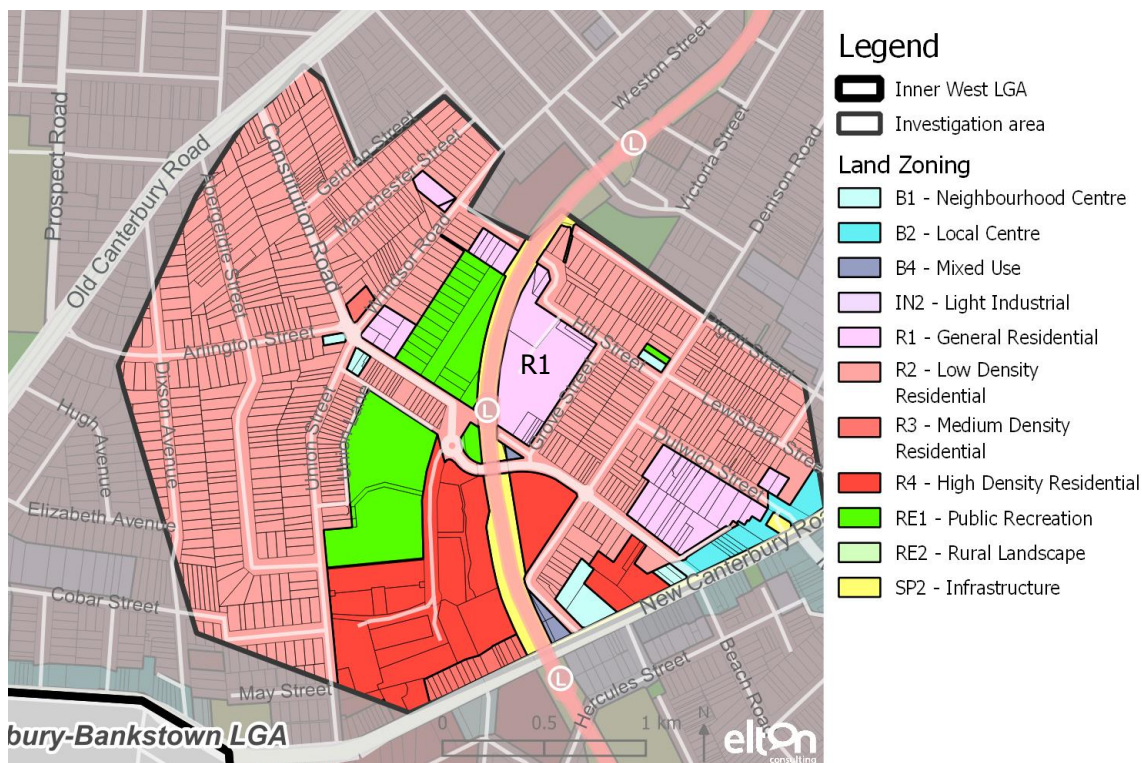 Legend
Inner West LGA
Investigation area
Land Zoning
B1 - Neighbourhood Centre
B2 - Local Centre
B4 - Mixed Use
IN2 - Light Industrial
R1 - General Residential
R2 - Low Density
Residential
R3 - Medium Density
Residential
R4 - High Density Residential
RE1 - Public Recreation
RE2 - Rural Landscape
SP2 - Infrastructure
Prospect Road
Old Canterbury Road
Weston Street
Victoria Street
Denison Road
Constitution Road
Abergeldie Street
Manchester Street
Windsor Road
L
Arlington Street
Hill Street
R1
Dixson Avenue
Hugh Avenue
Union Street
L
Grove Street
Lewisham Street
Dulwich Street
Elizabeth Avenue
Cobar Street
New Canterbury Road
May Street
L
Hercules Street
Beach Road
bury-Bankstown LGA
0 0.5 1 km
N
elton
consulting